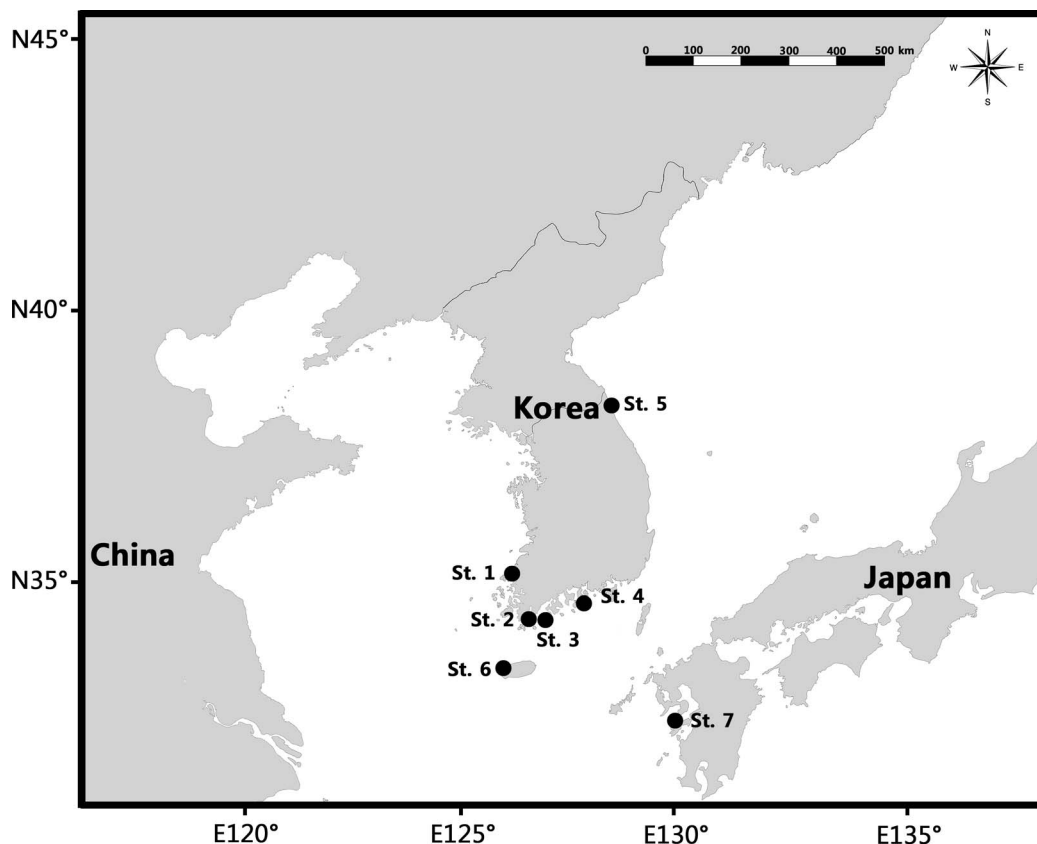 N45°
0 100 200 300 400 500 km
N
W E
S
N40°
Korea
St. 5
China
St. 1
N35°
St. 4
Japan
St. 2
St. 3
St. 6
St. 7
E120° E125° E130° E135°